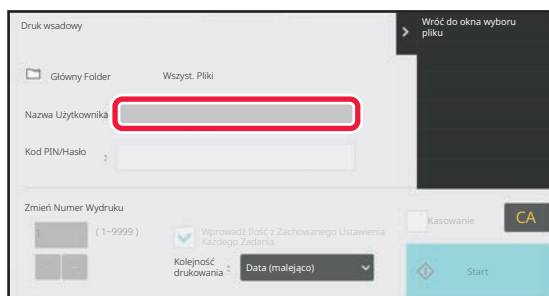 Druk wsadowy
Wróć do okna wyboru
pliku
Główny Folder
Wszyst. Pliki
Nazwa Użytkownika
Kod PIN/Hasło :
Zmień Numer Wydruku
1
( 1~9999 )
Wprowadź Ilość z Zachowanego Ustawienia
Każdego Zadania.
Kolejność
drukowania :
Data (malejąco)
Kasowanie
CA
Start